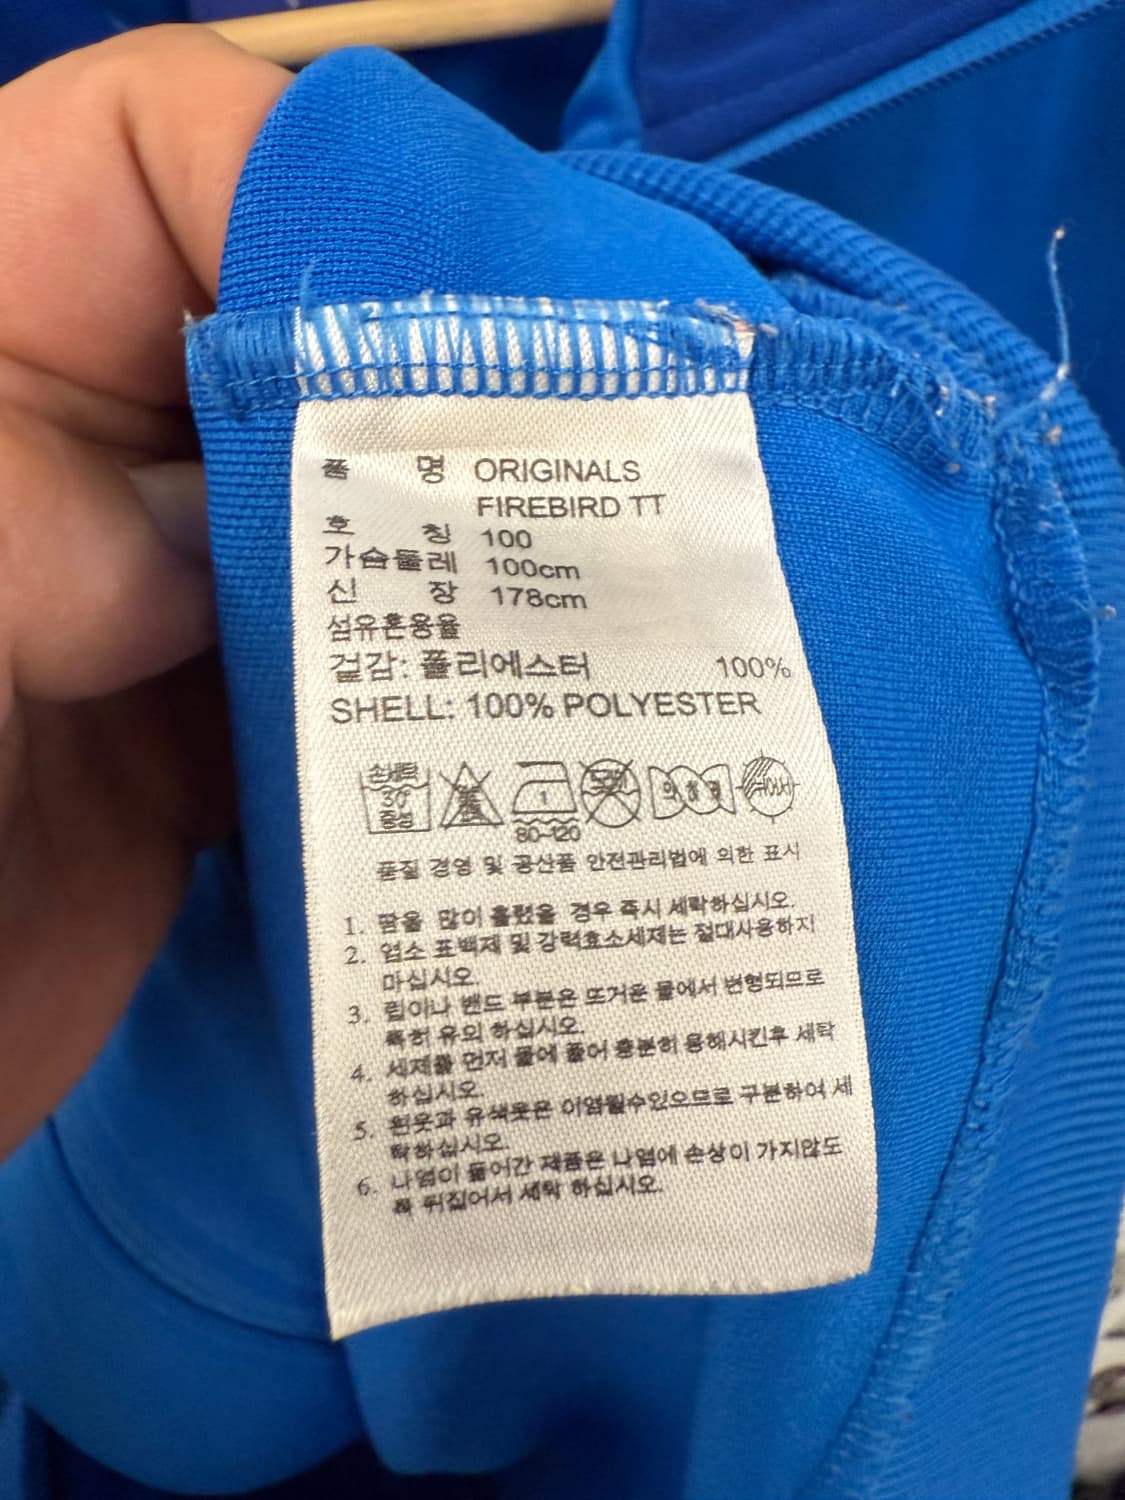 품 명 ORIGINALS
FIREBIRD TT
호 칭 100
가슴둘레 100cm
신 장 178cm
섬유혼용율
겉감: 폴리에스터 100%
SHELL: 100% POLYESTER
손세탁
30
중성
1
80-120
품질 경영 및 공산품 안전관리법에 의한 표시
1. 땀을 많이 흘렸을 경우 즉시 세탁하십시오.
2. 염소 표백제 및 강력효소세제는 절대사용하지
마십시오.
3. 립이나 밴드 부분은 뜨거운 물에서 변형되므로
특히 유의 하십시오.
4. 세제를 먼저 물에 풀어 충분히 용해시킨후 세탁
하십시오.
5. 흰옷과 유색옷은 이염될수있으므로 구분하여 세
탁하십시오.
6. 나염이 들어간 제품은 나염에 손상이 가지않도
록 뒤집어서 세탁 하십시오.